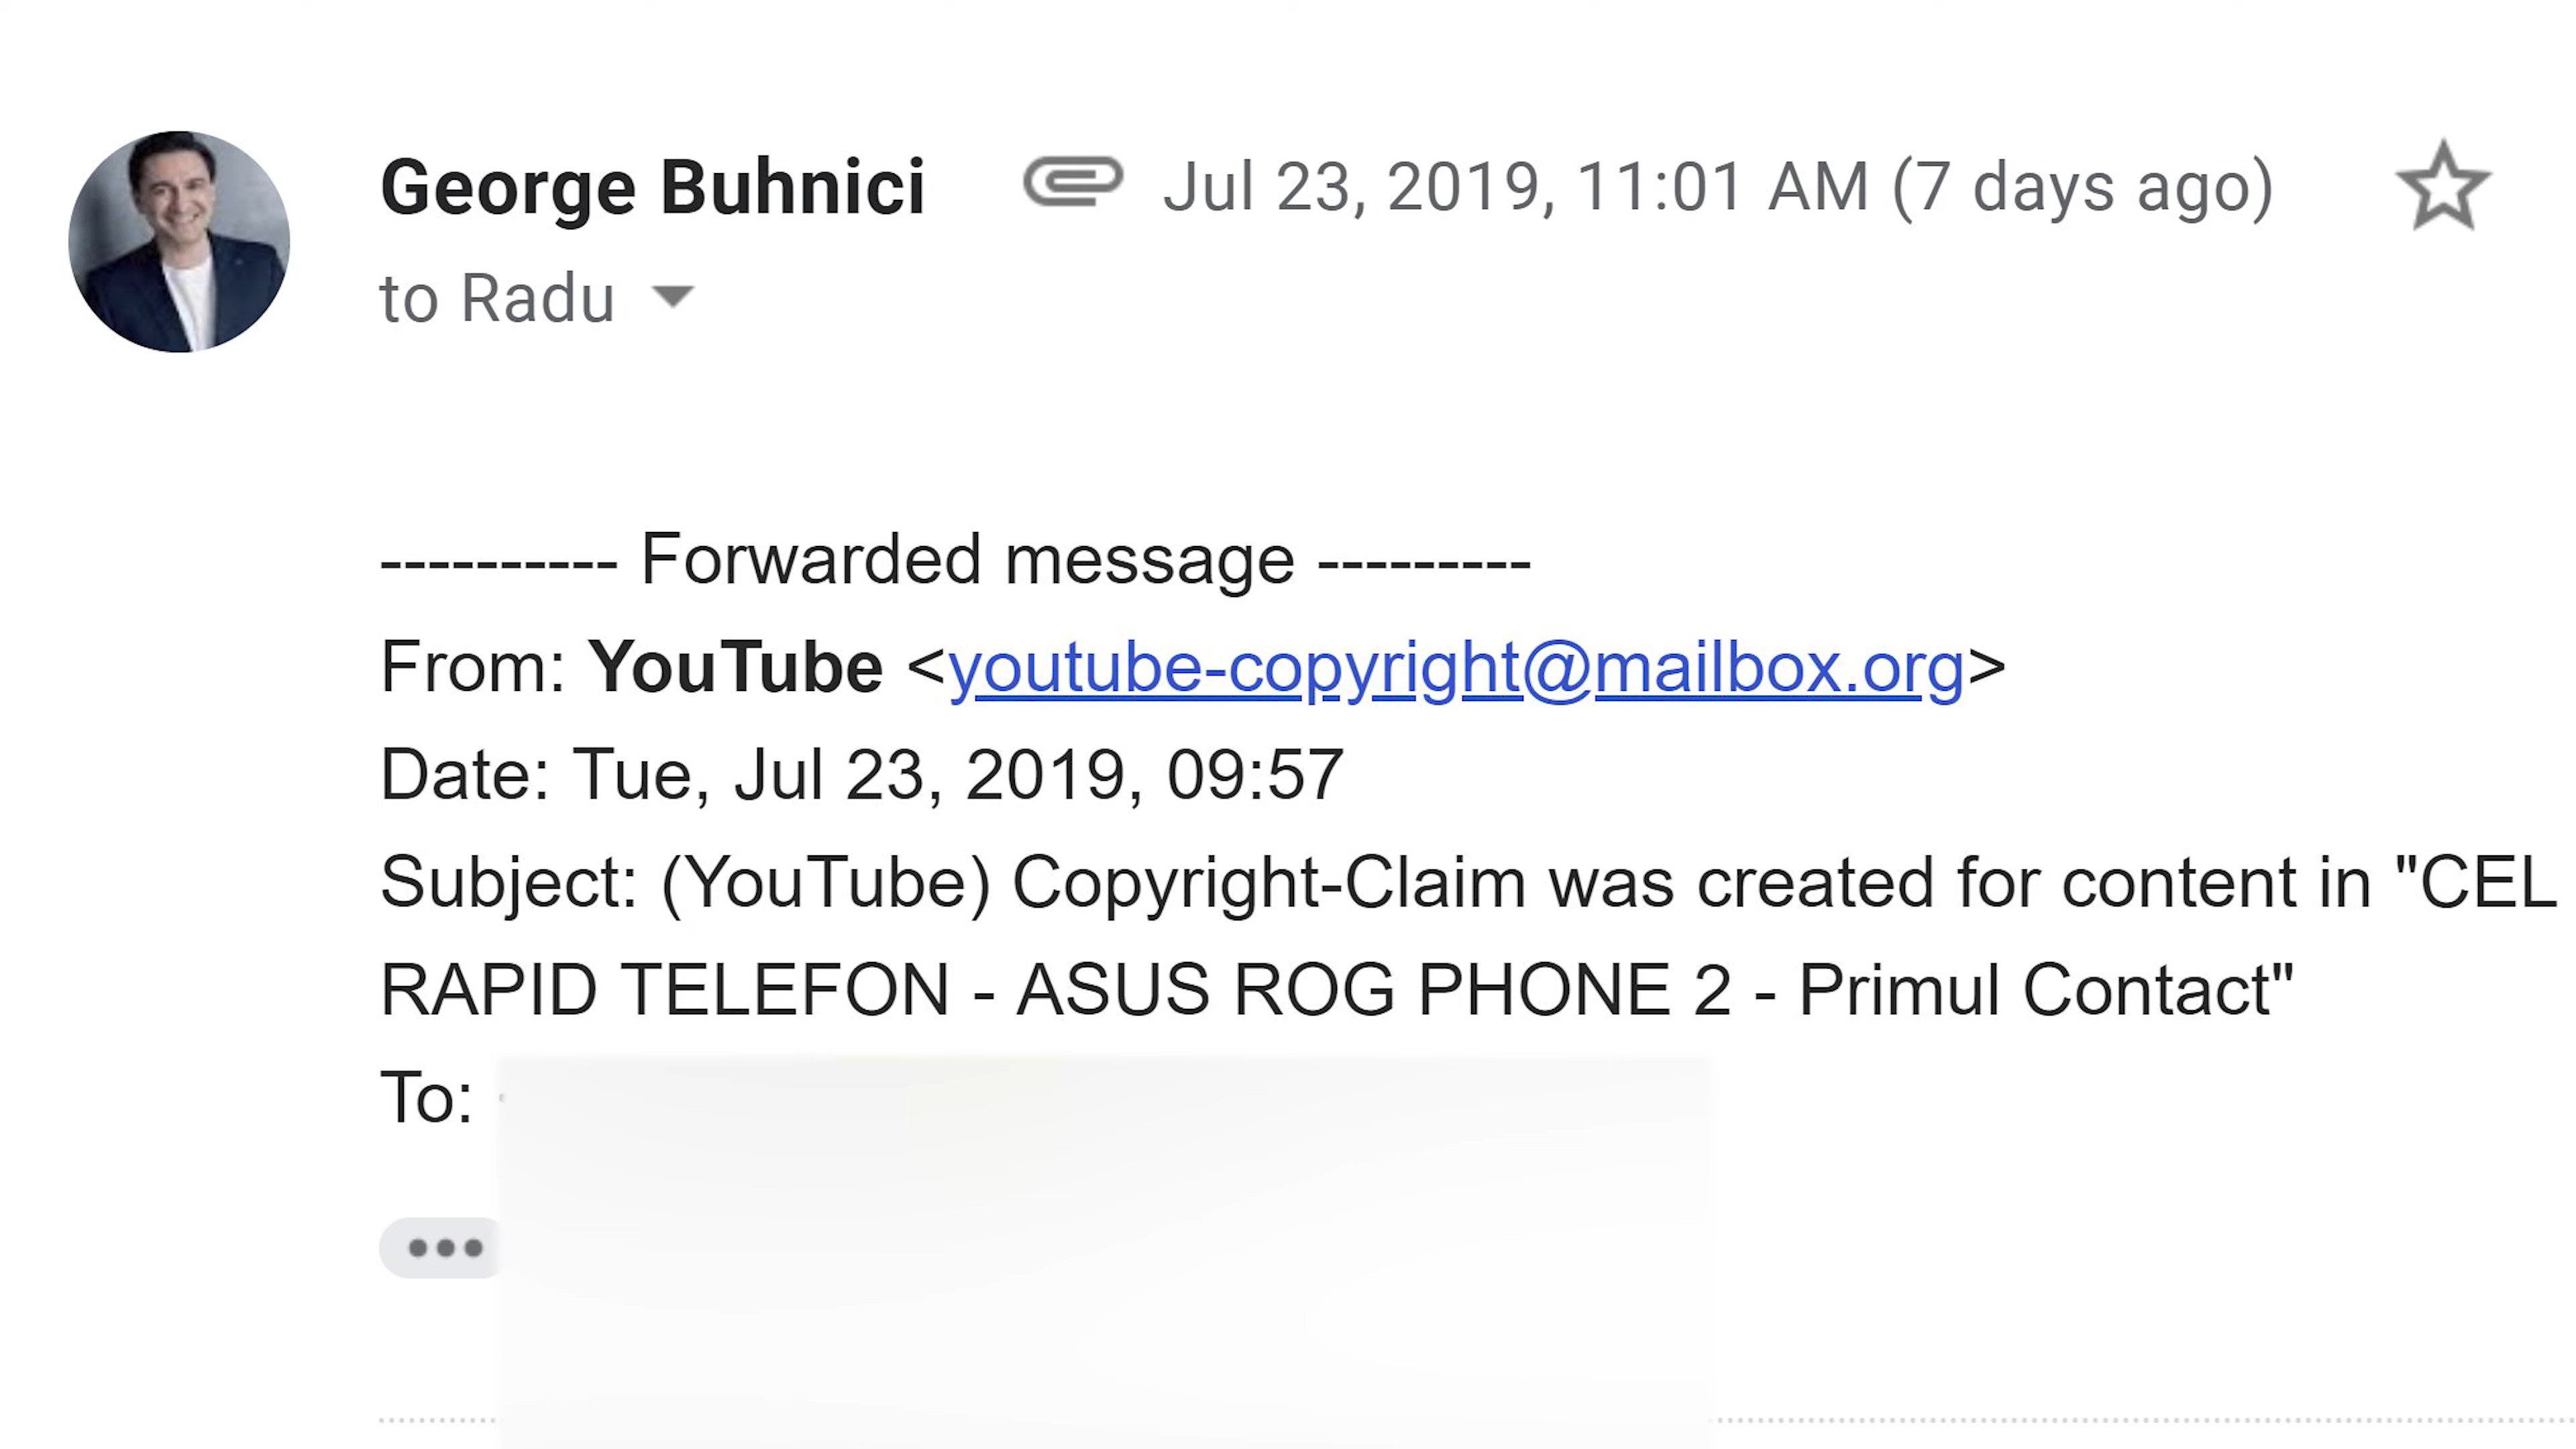 George Buhnici Jul 23, 2019, 11:01 AM (7 days ago)
to Radu
---------- Forwarded message ---------
From: YouTube <youtube-copyright@mailbox.org>
Date: Tue, Jul 23, 2019, 09:57
Subject: (YouTube) Copyright-Claim was created for content in "CEL
RAPID TELEFON - ASUS ROG PHONE 2 - Primul Contact"
To: